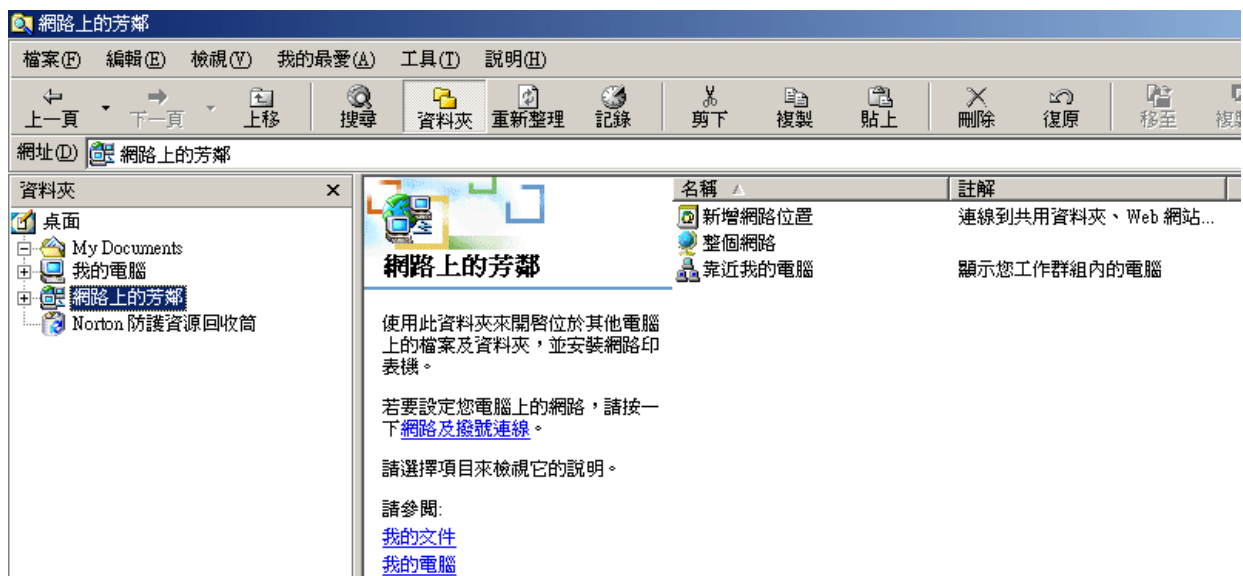 網路上的芳鄰
檔案(F) 編輯(E) 檢視(V) 我的最愛(A) 工具(T) 說明(H)
上一頁 下一頁 上移 搜尋 資料夾 重新整理 記錄 剪下 複製 貼上 刪除 復原 移至
網址(D) 網路上的芳鄰
資料夾
桌面
My Documents
我的電腦
網路上的芳鄰
Norton 防護資源回收筒
網路上的芳鄰
使用此資料夾來開啓位於其他電腦
上的檔案及資料夾，並安裝網路印
表機。
若要設定您電腦上的網路，請按一
下網路及撥號連線。
請選擇項目來檢視它的說明。
請參閱:
我的文件
我的電腦
名稱 註解
新增網路位置 連線到共用資料夾、Web 網站...
整個網路
靠近我的電腦 顯示您工作群組內的電腦